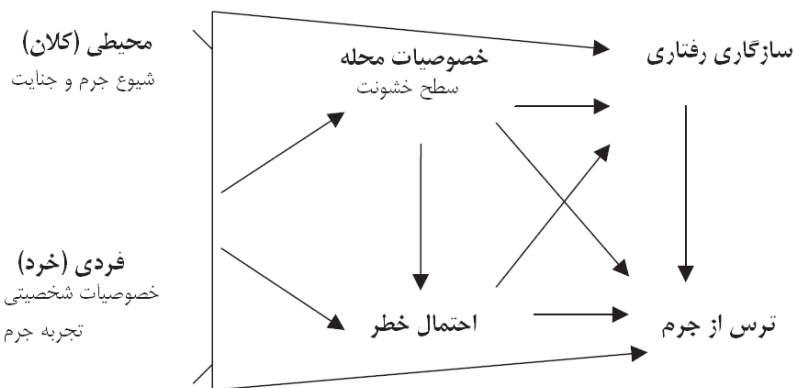 محیطی (کلان)
شیوع جرم و جنایت
خصوصیات محله
سطح خشونت
سازگاری رفتاری
فردی (خرد)
خصوصیات شخصیتی
تجربه جرم
احتمال خطر
ترس از جرم